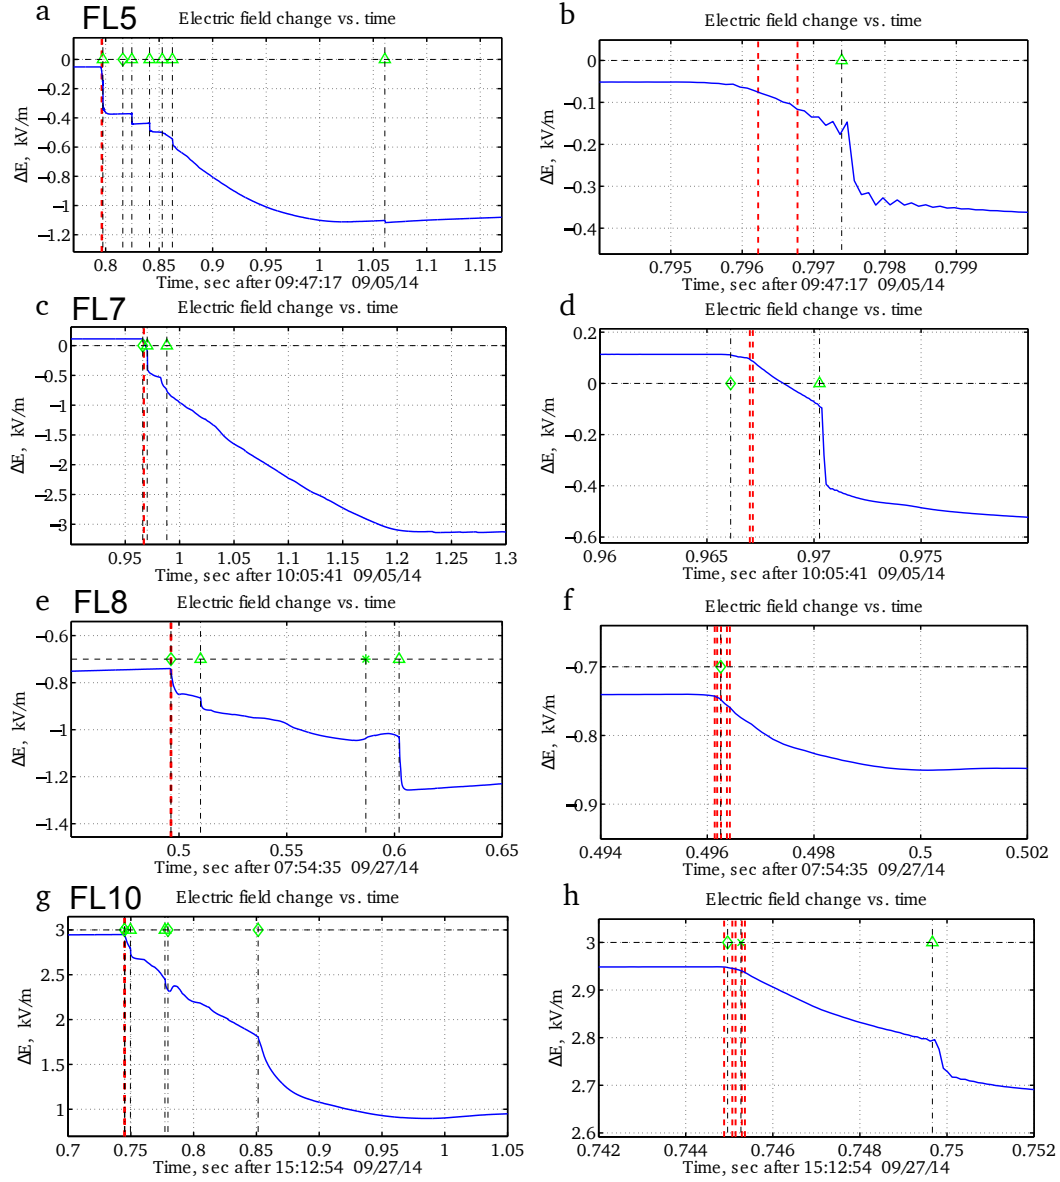 a FL5 Electric field change vs. time
0
−0.2
−0.4
−0.6
−0.8
−1
−1.2
ΔE, kV/m
0.8 0.85 0.9 0.95 1 1.05 1.1 1.15
Time, sec after 09:47:17 09/05/14
b Electric field change vs. time
0
−0.1
−0.2
−0.3
−0.4
ΔE, kV/m
0.795 0.796 0.797 0.798 0.799
Time, sec after 09:47:17 09/05/14
c FL7 Electric field change vs. time
0
−0.5
−1
−1.5
−2
−2.5
−3
ΔE, kV/m
0.95 1 1.05 1.1 1.15 1.2 1.25 1.3
Time, sec after 10:05:41 09/05/14
d Electric field change vs. time
0.2
0
−0.2
−0.4
−0.6
ΔE, kV/m
0.96 0.965 0.97 0.975
Time, sec after 10:05:41 09/05/14
e FL8 Electric field change vs. time
−0.6
−0.8
−1
−1.2
−1.4
ΔE, kV/m
0.5 0.55 0.6 0.65
Time, sec after 07:54:35 09/27/14
f Electric field change vs. time
−0.7
−0.8
−0.9
ΔE, kV/m
0.494 0.496 0.498 0.5 0.502
Time, sec after 07:54:35 09/27/14
g FL10 Electric field change vs. time
3
2.5
2
1.5
1
ΔE, kV/m
0.7 0.75 0.8 0.85 0.9 0.95 1 1.05
Time, sec after 15:12:54 09/27/14
h Electric field change vs. time
3
2.9
2.8
2.7
2.6
ΔE, kV/m
0.742 0.744 0.746 0.748 0.75 0.752
Time, sec after 15:12:54 09/27/14